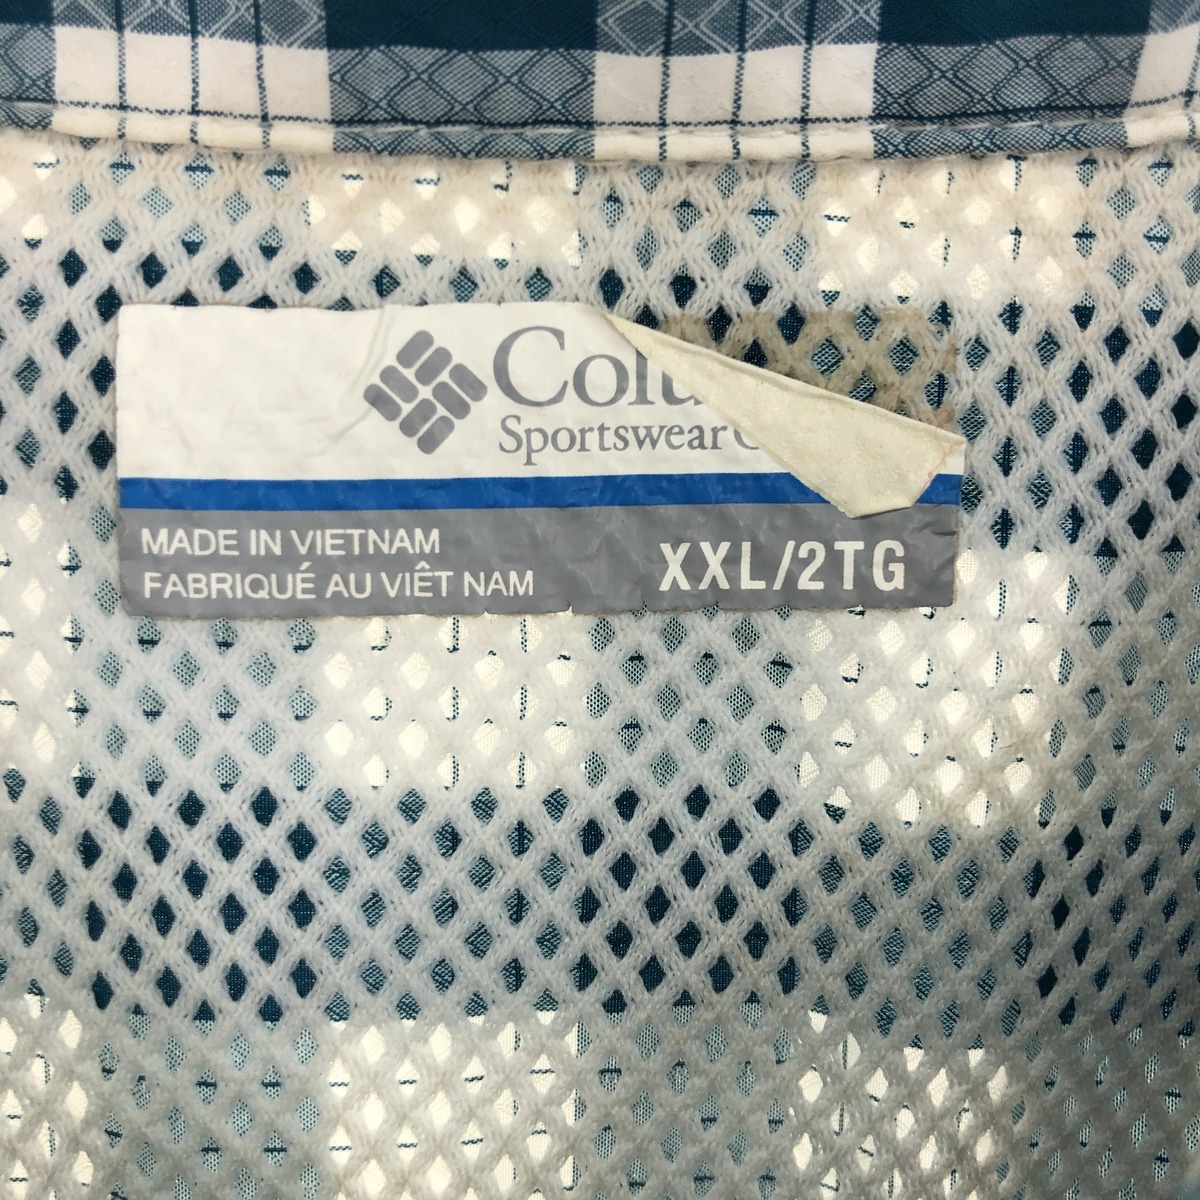 Colu
Sportswear C
MADE IN VIETNAM
FABRIQUÉ AU VIÊT NAM
XXL/2TG